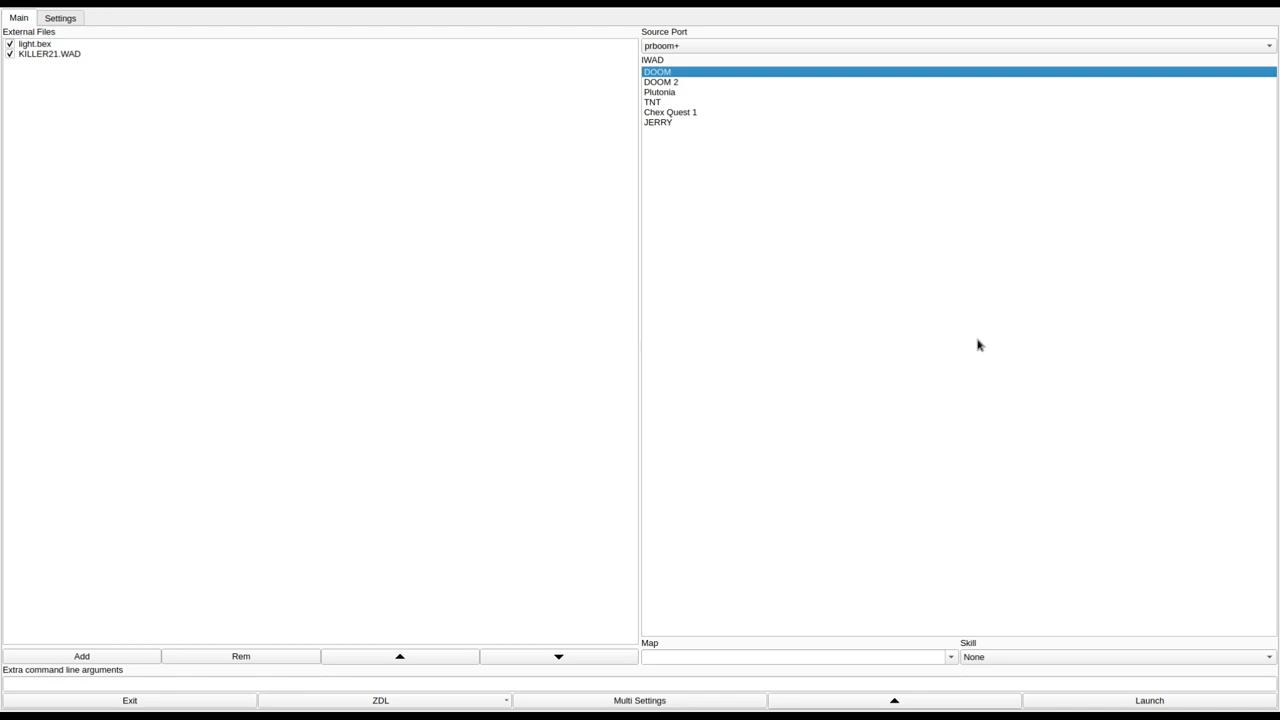 Main
Settings
External Files
light.bex
KILLER21.WAD
Source Port
prboom+
IWAD
DOOM
DOOM 2
Plutonia
TNT
Chex Quest 1
JERRY
Map
Skill
None
Add
Rem
Extra command line arguments
Exit
ZDL
Multi Settings
Launch